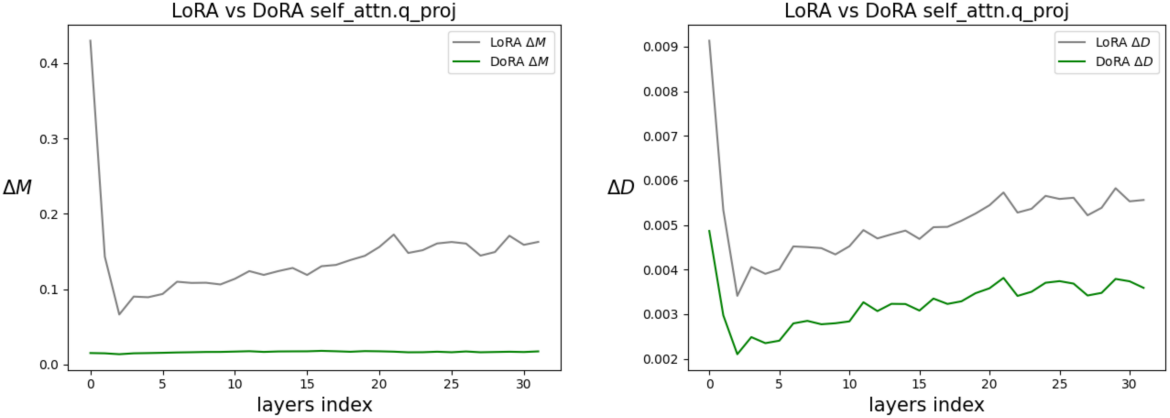 LoRA vs DoRA self_attn.q_proj
LoRA ΔM
DoRA ΔM
0.4
0.3
ΔM
0.2
0.1
0.0
0 5 10 15 20 25 30
layers index
LoRA vs DoRA self_attn.q_proj
LoRA ΔD
DoRA ΔD
0.009
0.008
0.007
ΔD
0.006
0.005
0.004
0.003
0.002
0 5 10 15 20 25 30
layers index